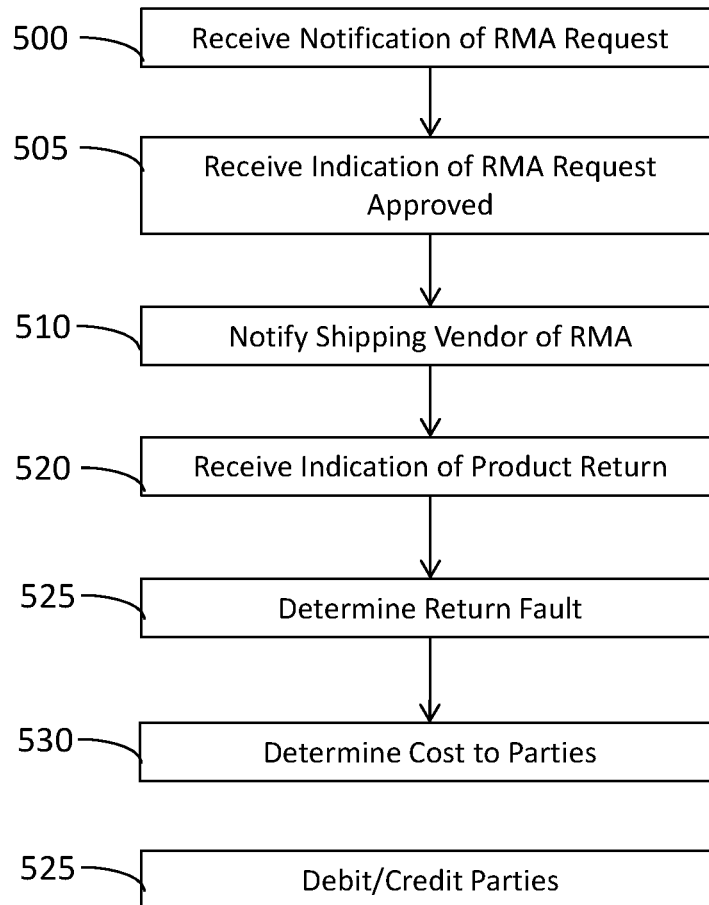 500 Receive Notification of RMA Request
505 Receive Indication of RMA Request
Approved
510 Notify Shipping Vendor of RMA
520 Receive Indication of Product Return
525 Determine Return Fault
530 Determine Cost to Parties
525 Debit/Credit Parties